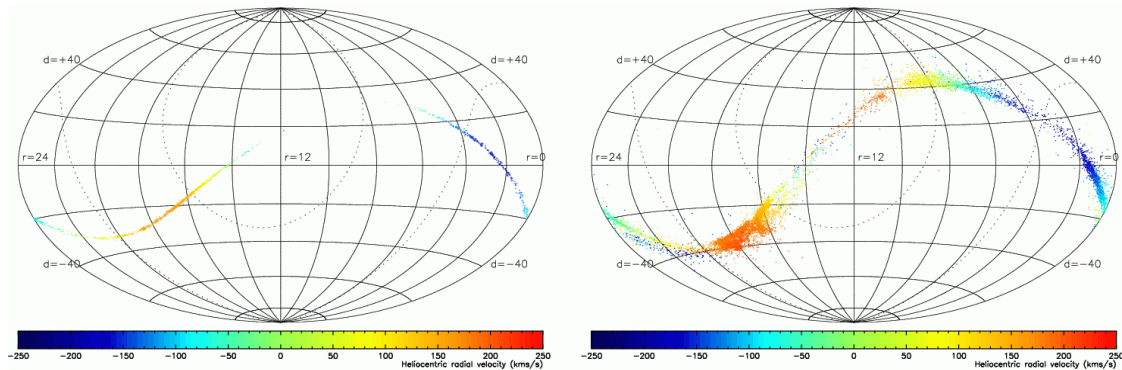 d=+40 d=+40
r=24 r=12 r=0
d=−40 d=−40
−250 −200 −150 −100 −50 0 50 100 150 200 250
Heliocentric radial velocity (kms/s)
d=+40 d=+40
r=24 r=12 r=0
d=−40 d=−40
−250 −200 −150 −100 −50 0 50 100 150 200 250
Heliocentric radial velocity (kms/s)